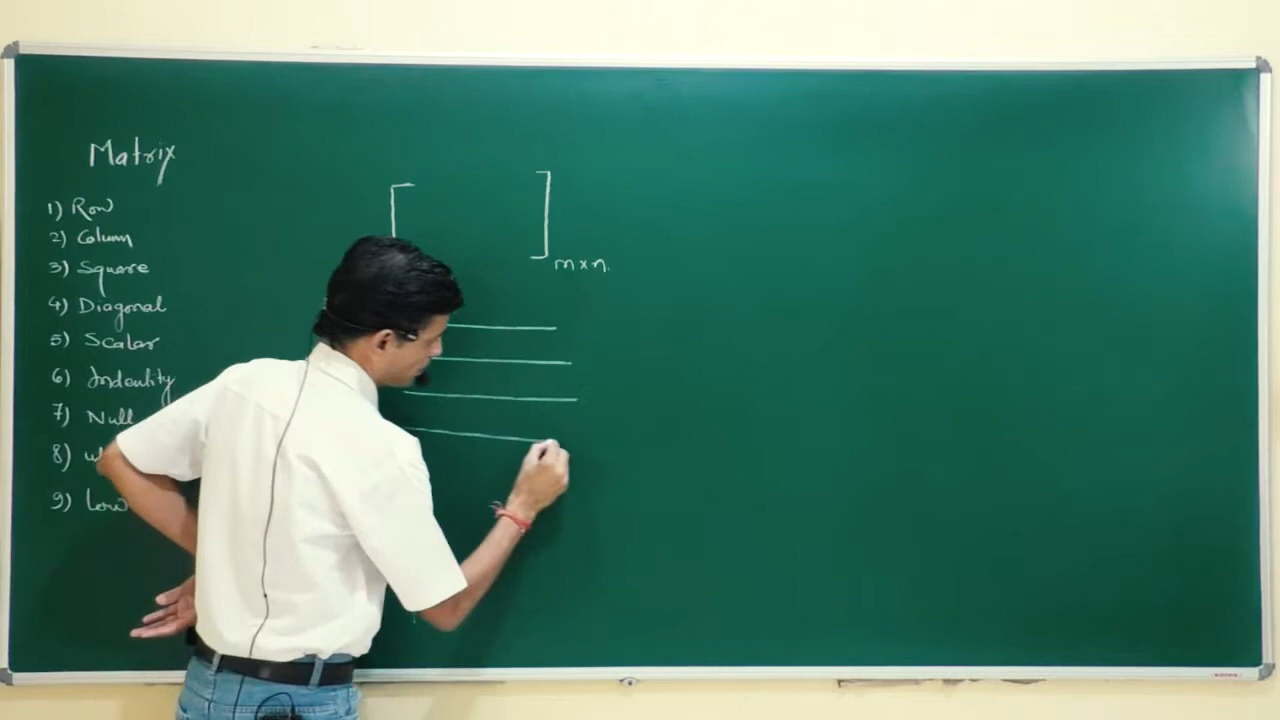 Matrix
1) Row
2) Column
3) Square
4) Diagonal
5) Scalar
6) Indentity
7) Null
8)
9) Low
m×n.